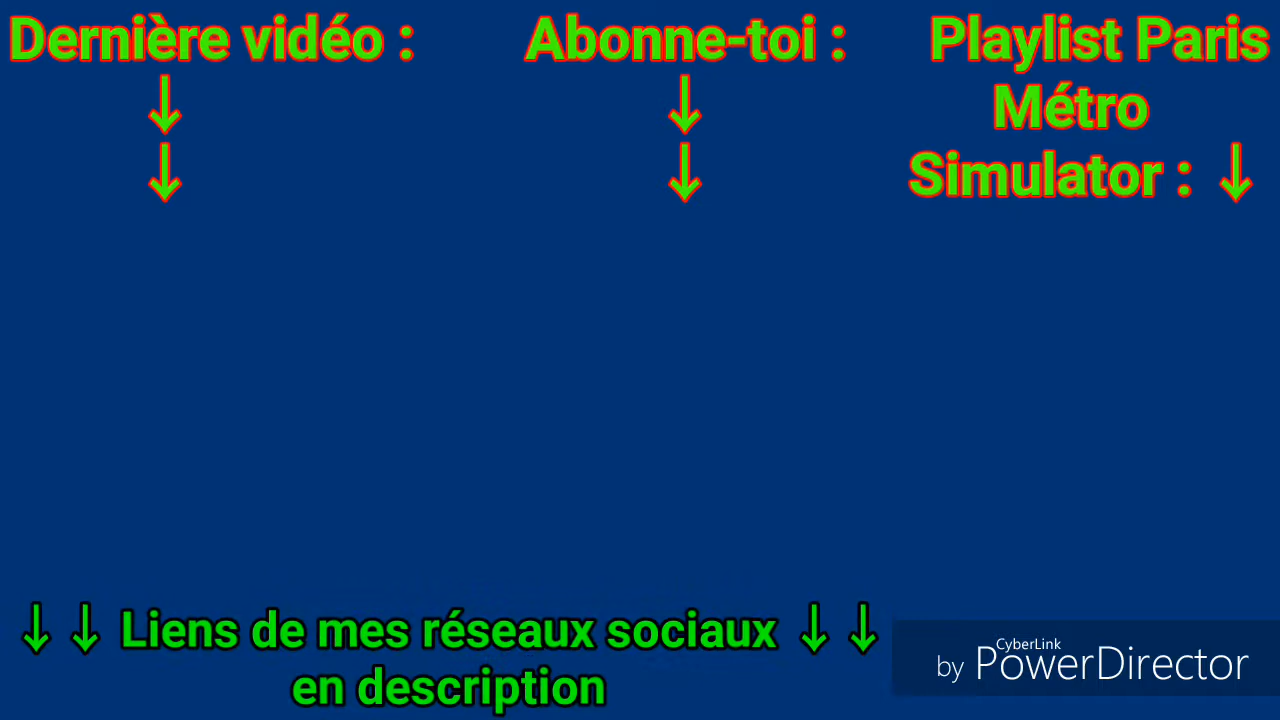 Dernière vidéo :
↓
↓
Abonne-toi :
↓
↓
Playlist Paris
Métro
Simulator : ↓
↓ ↓ Liens de mes réseaux sociaux ↓ ↓
en description
CyberLink
by PowerDirector